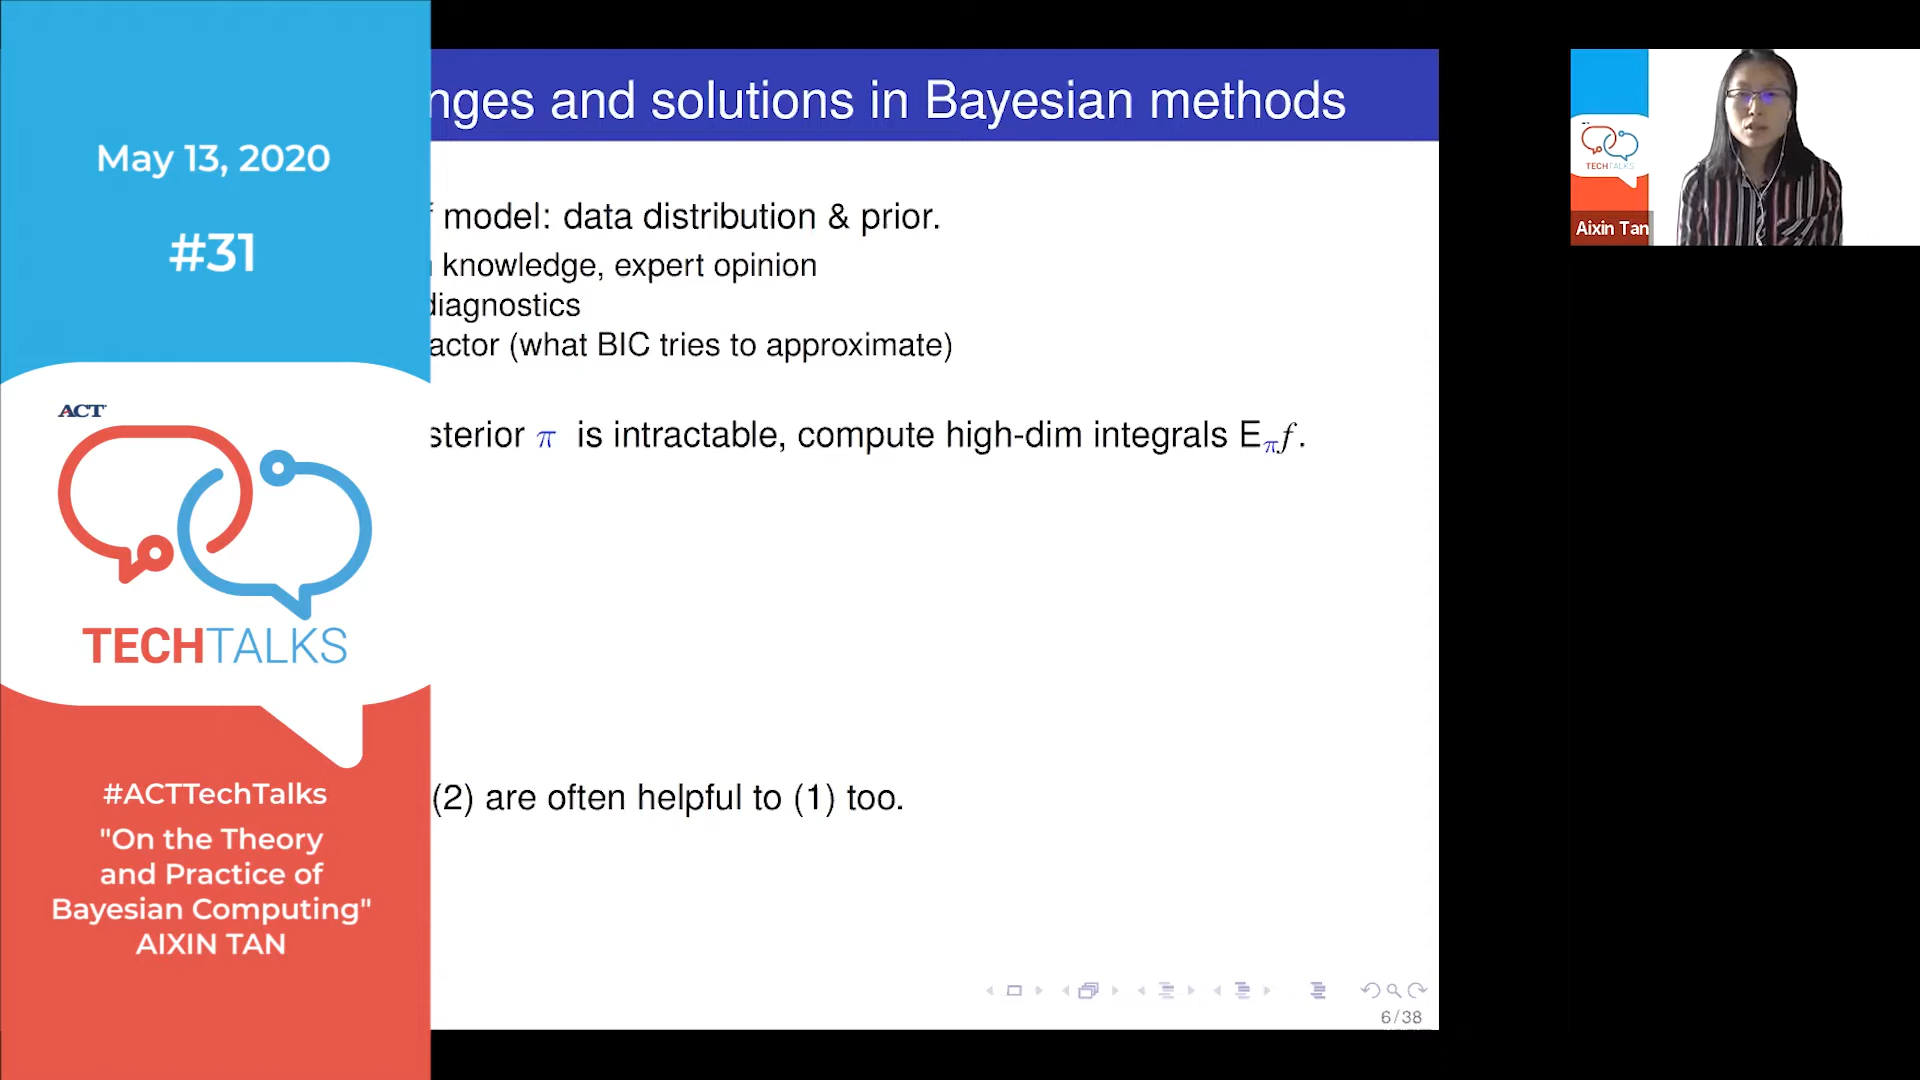 May 13, 2020
#31
ACT
TECHTALKS
#ACTTechTalks
"On the Theory
and Practice of
Bayesian Computing"
AIXIN TAN
nges and solutions in Bayesian methods
model: data distribution & prior.
knowledge, expert opinion
diagnostics
actor (what BIC tries to approximate)
sterior π is intractable, compute high-dim integrals E_π f.
(2) are often helpful to (1) too.
6/38
TECHTALKS
Aixin Tan